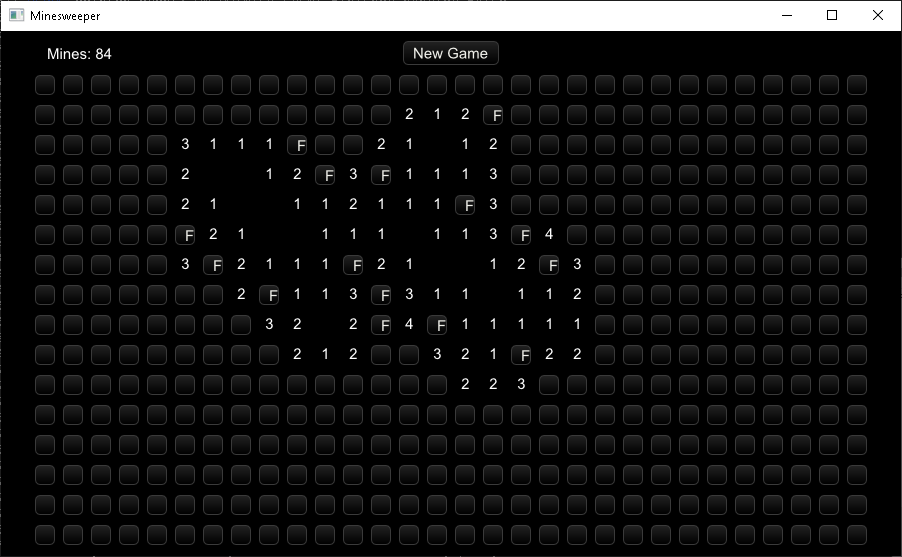 Minesweeper
Mines: 84 New Game
2 1 2 F
3 1 1 1 F 2 1 1 2
2 1 2 F 3 F 1 1 1 3
2 1 1 1 2 1 1 1 F 3
F 2 1 1 1 1 1 1 3 F 4
3 F 2 1 1 1 F 2 1 1 2 F 3
2 F 1 1 3 F 3 1 1 1 1 2
3 2 2 F 4 F 1 1 1 1 1
2 1 2 3 2 1 F 2 2
2 2 3